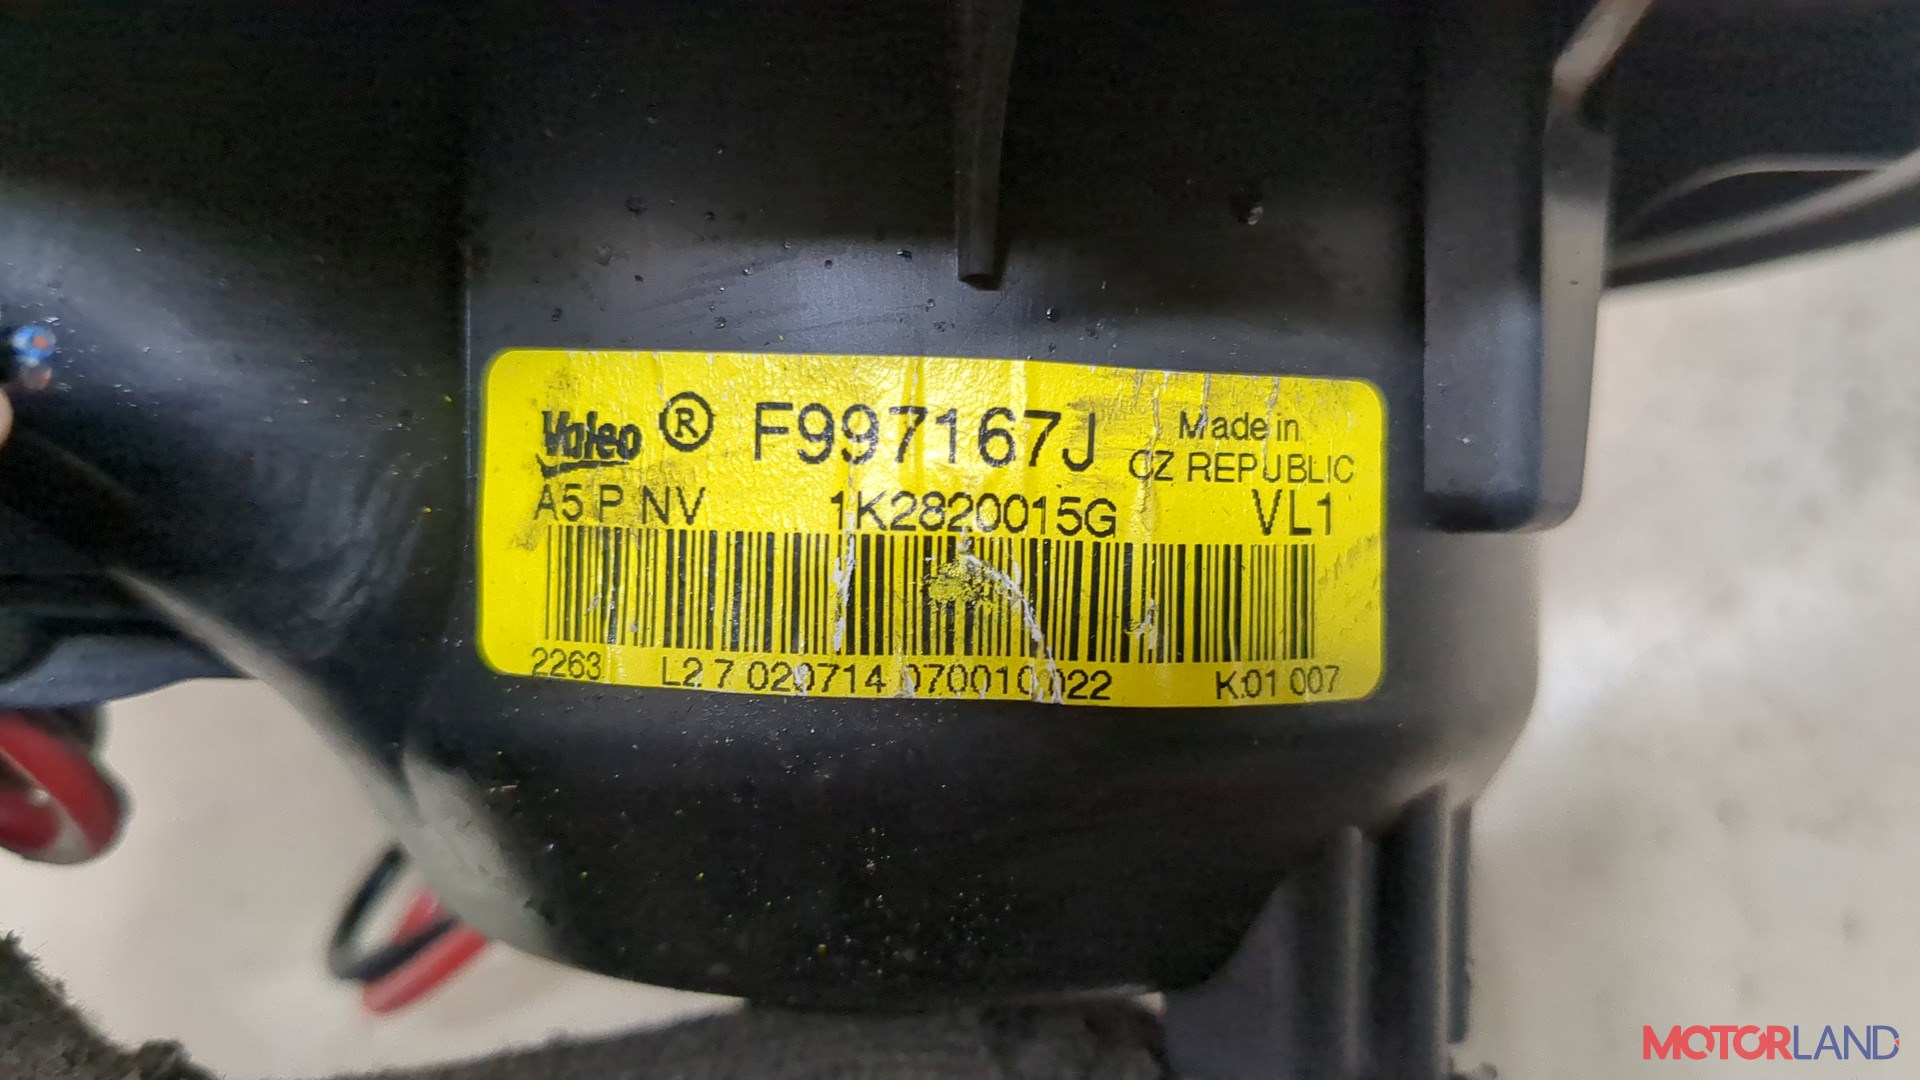 Valeo ® F997167J Made in
CZ REPUBLIC
A5 P NV 1K2820015G VL1
2263 L2 7 020714 070010022 K01 007
MOTORLAND